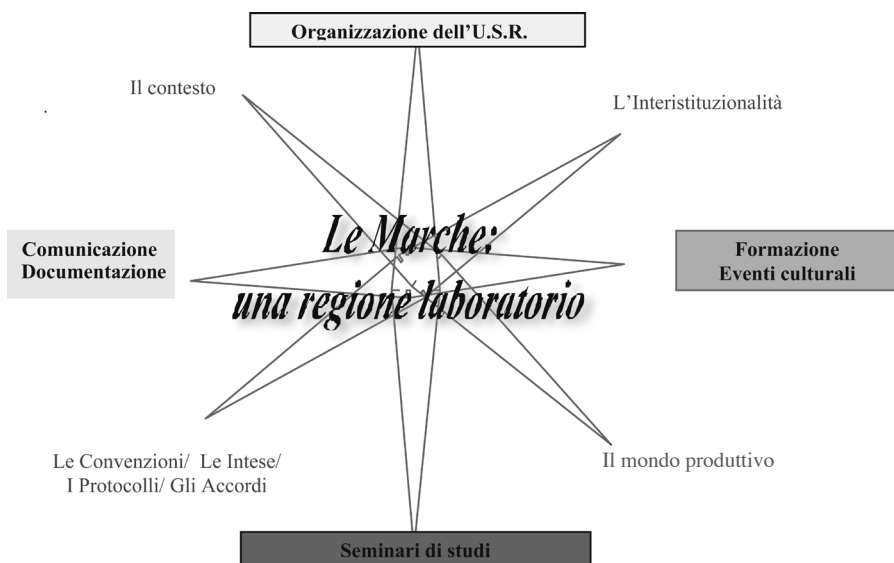 Organizzazione dell'U.S.R.
Il contesto
L'Interistituzionalità
Le Marche:
una regione laboratorio
Comunicazione
Documentazione
Formazione
Eventi culturali
Le Convenzioni/ Le Intese/
I Protocolli/ Gli Accordi
Il mondo produttivo
Seminari di studi